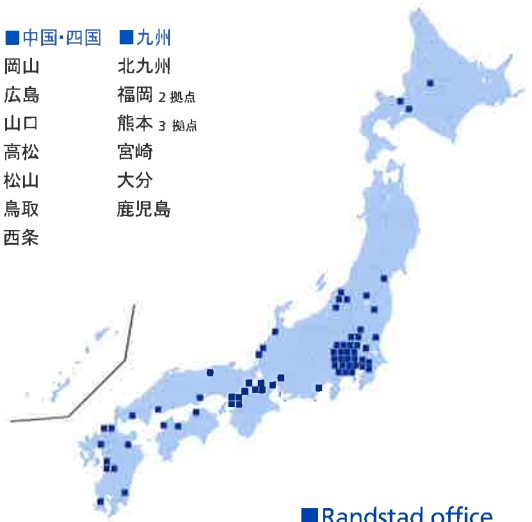 ■中国・四国 ■九州
岡山 北九州
広島 福岡 2 拠点
山口 熊本 3 拠点
高松 宮崎
松山 大分
鳥取 鹿児島
西条
■Randstad office